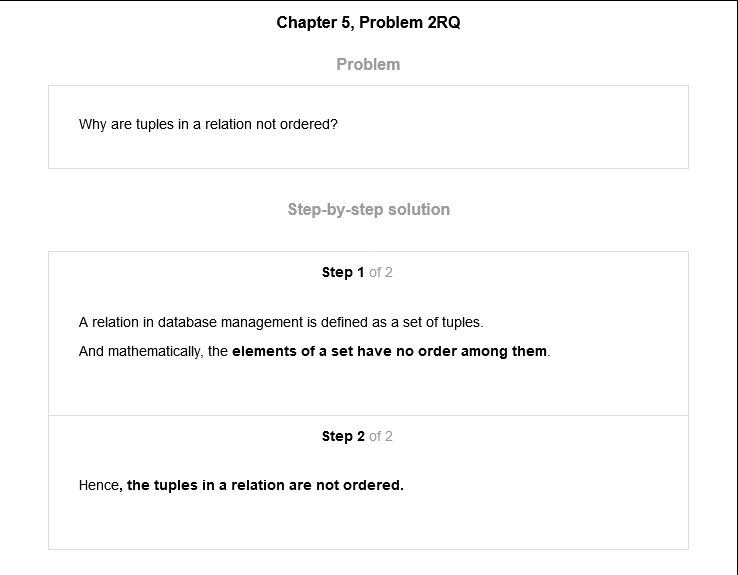 Chapter 5, Problem 2RQ
Problem
Why are tuples in a relation not ordered?
Step-by-step solution
Step 1 of 2
A relation in database management is defined as a set of tuples.
And mathematically, the elements of a set have no order among them.
Step 2 of 2
Hence, the tuples in a relation are not ordered.